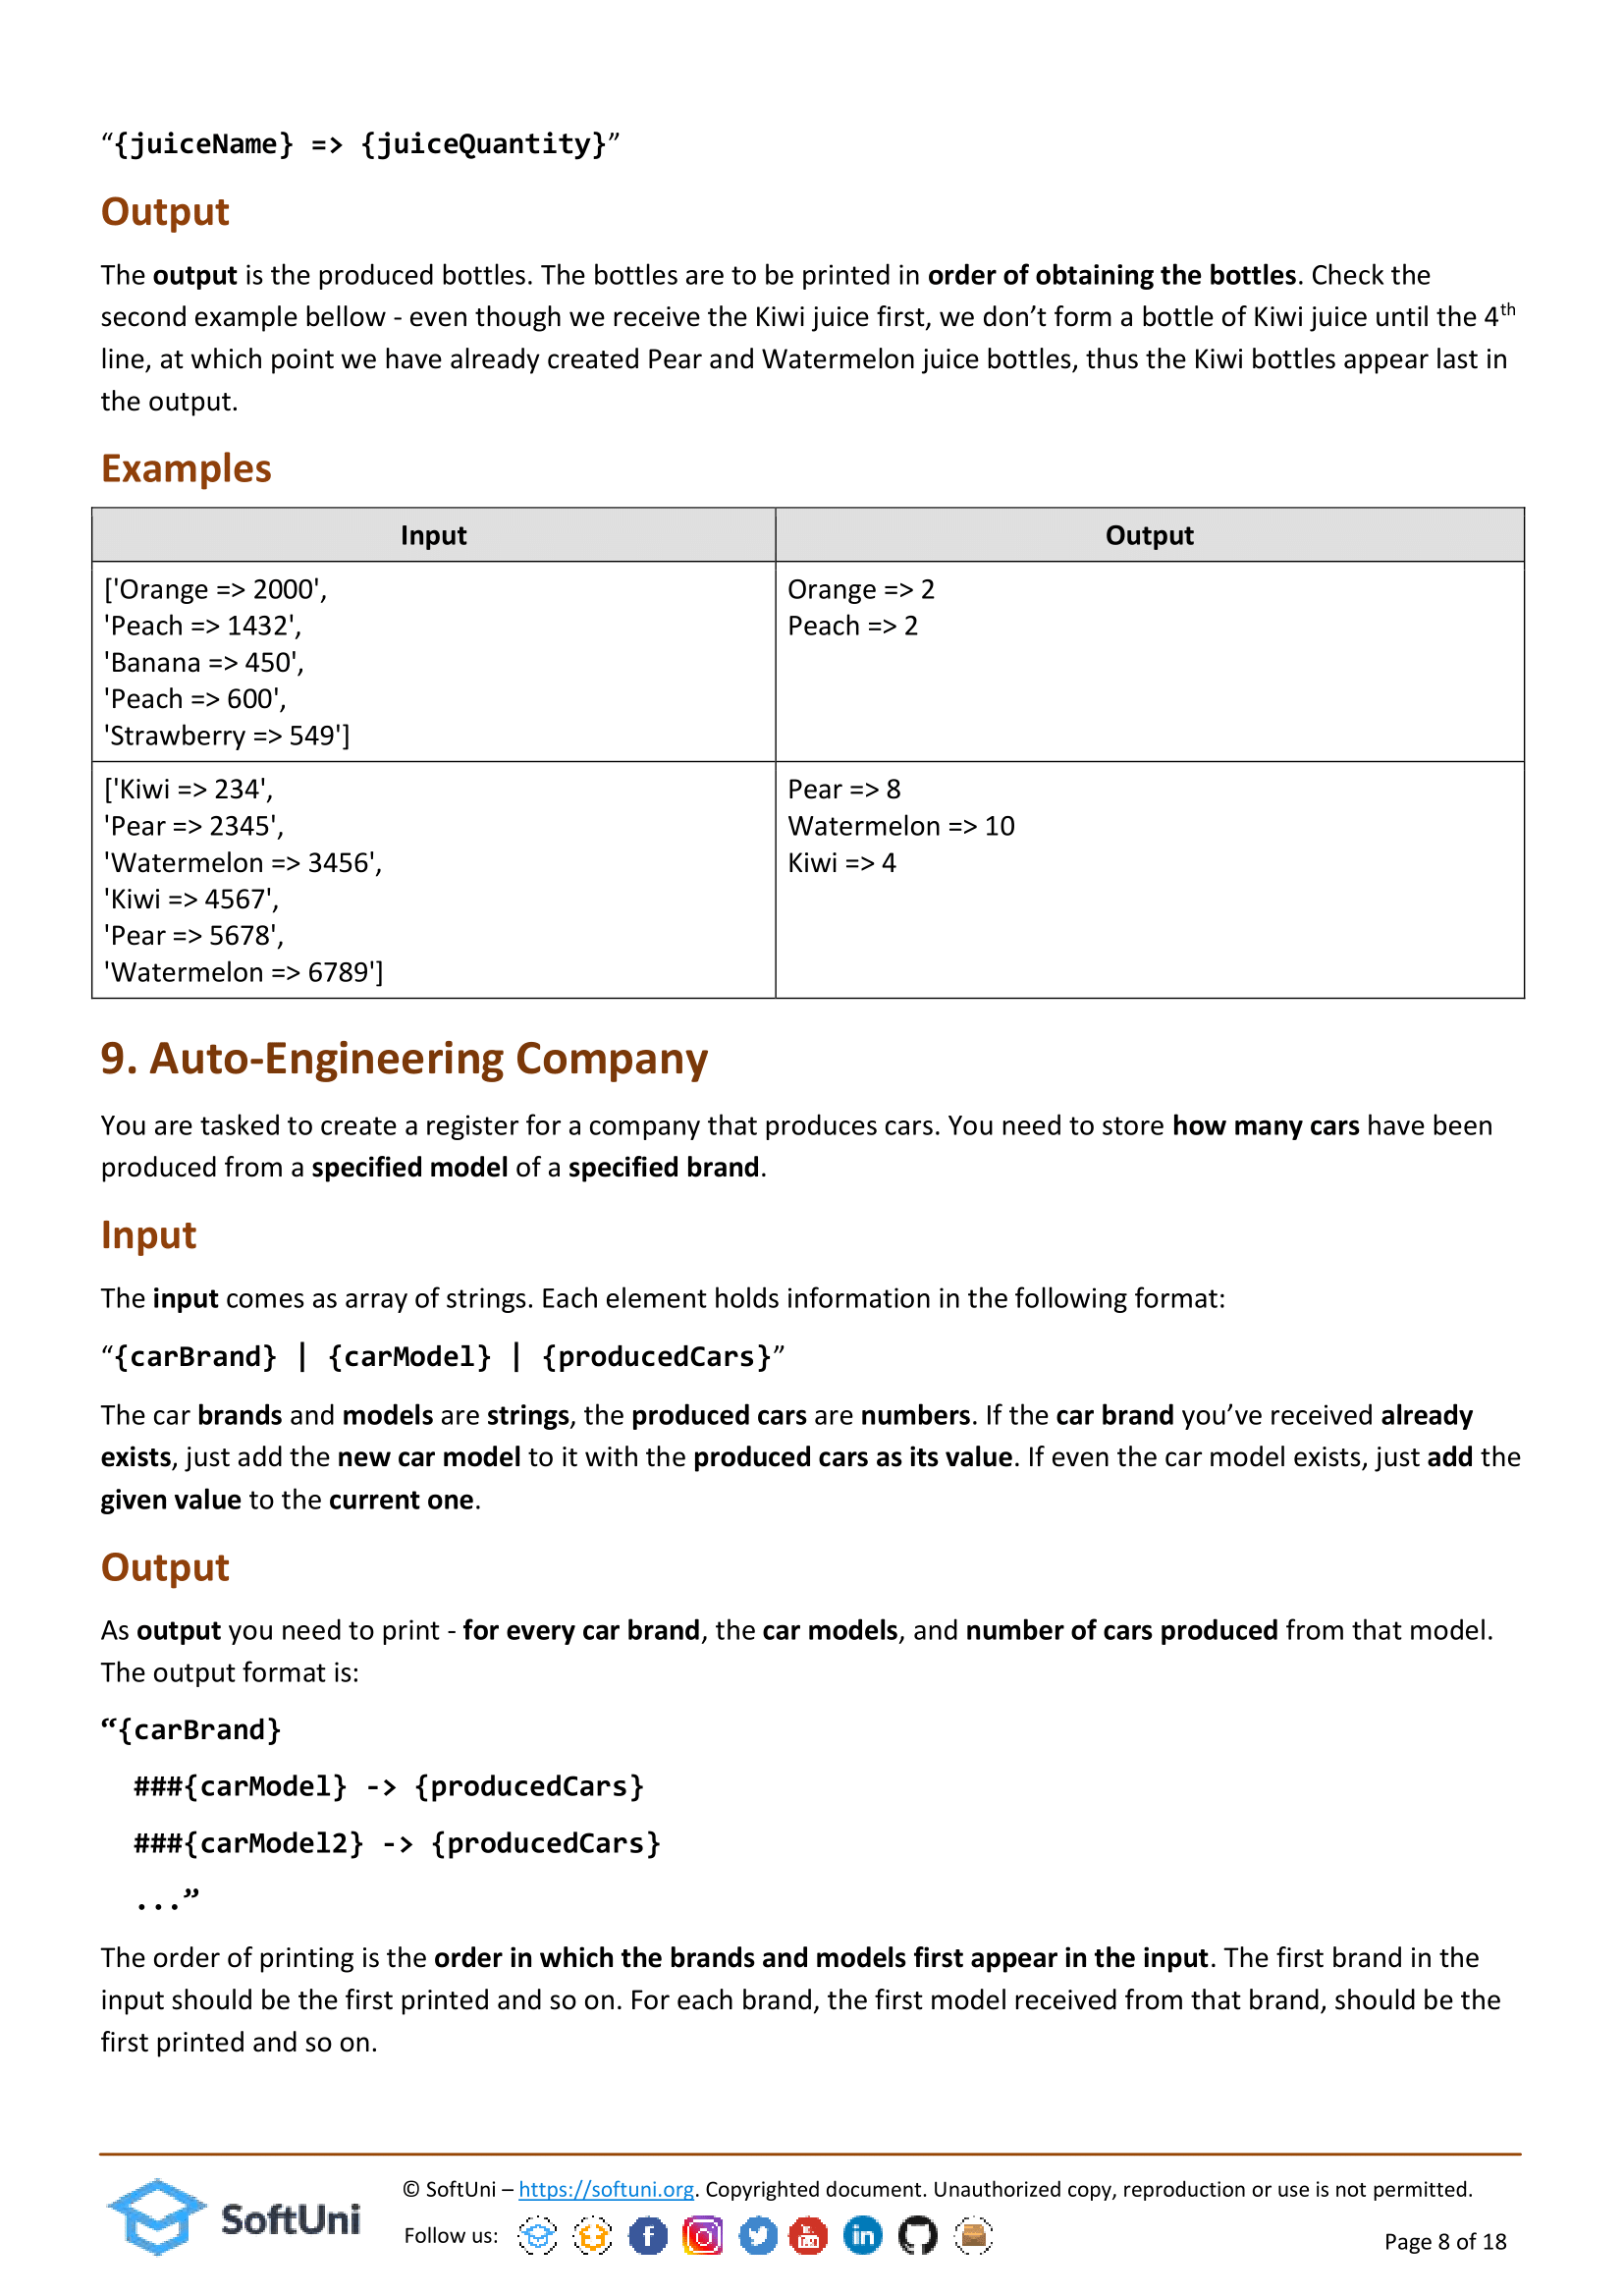 “{juiceName} => {juiceQuantity}”
Output
The output is the produced bottles. The bottles are to be printed in order of obtaining the bottles. Check the
second example bellow - even though we receive the Kiwi juice first, we don’t form a bottle of Kiwi juice until the 4th
line, at which point we have already created Pear and Watermelon juice bottles, thus the Kiwi bottles appear last in
the output.
Examples
Input Output
['Orange => 2000',
'Peach => 1432',
'Banana => 450',
'Peach => 600',
'Strawberry => 549']
Orange => 2
Peach => 2
['Kiwi => 234',
'Pear => 2345',
'Watermelon => 3456',
'Kiwi => 4567',
'Pear => 5678',
'Watermelon => 6789']
Pear => 8
Watermelon => 10
Kiwi => 4
9. Auto-Engineering Company
You are tasked to create a register for a company that produces cars. You need to store how many cars have been
produced from a specified model of a specified brand.
Input
The input comes as array of strings. Each element holds information in the following format:
“{carBrand} | {carModel} | {producedCars}”
The car brands and models are strings, the produced cars are numbers. If the car brand you’ve received already
exists, just add the new car model to it with the produced cars as its value. If even the car model exists, just add the
given value to the current one.
Output
As output you need to print - for every car brand, the car models, and number of cars produced from that model.
The output format is:
“{carBrand}
###{carModel} -> {producedCars}
###{carModel2} -> {producedCars}
...”
The order of printing is the order in which the brands and models first appear in the input. The first brand in the
input should be the first printed and so on. For each brand, the first model received from that brand, should be the
first printed and so on.
SoftUni
© SoftUni – https://softuni.org. Copyrighted document. Unauthorized copy, reproduction or use is not permitted.
Follow us:
Page 8 of 18